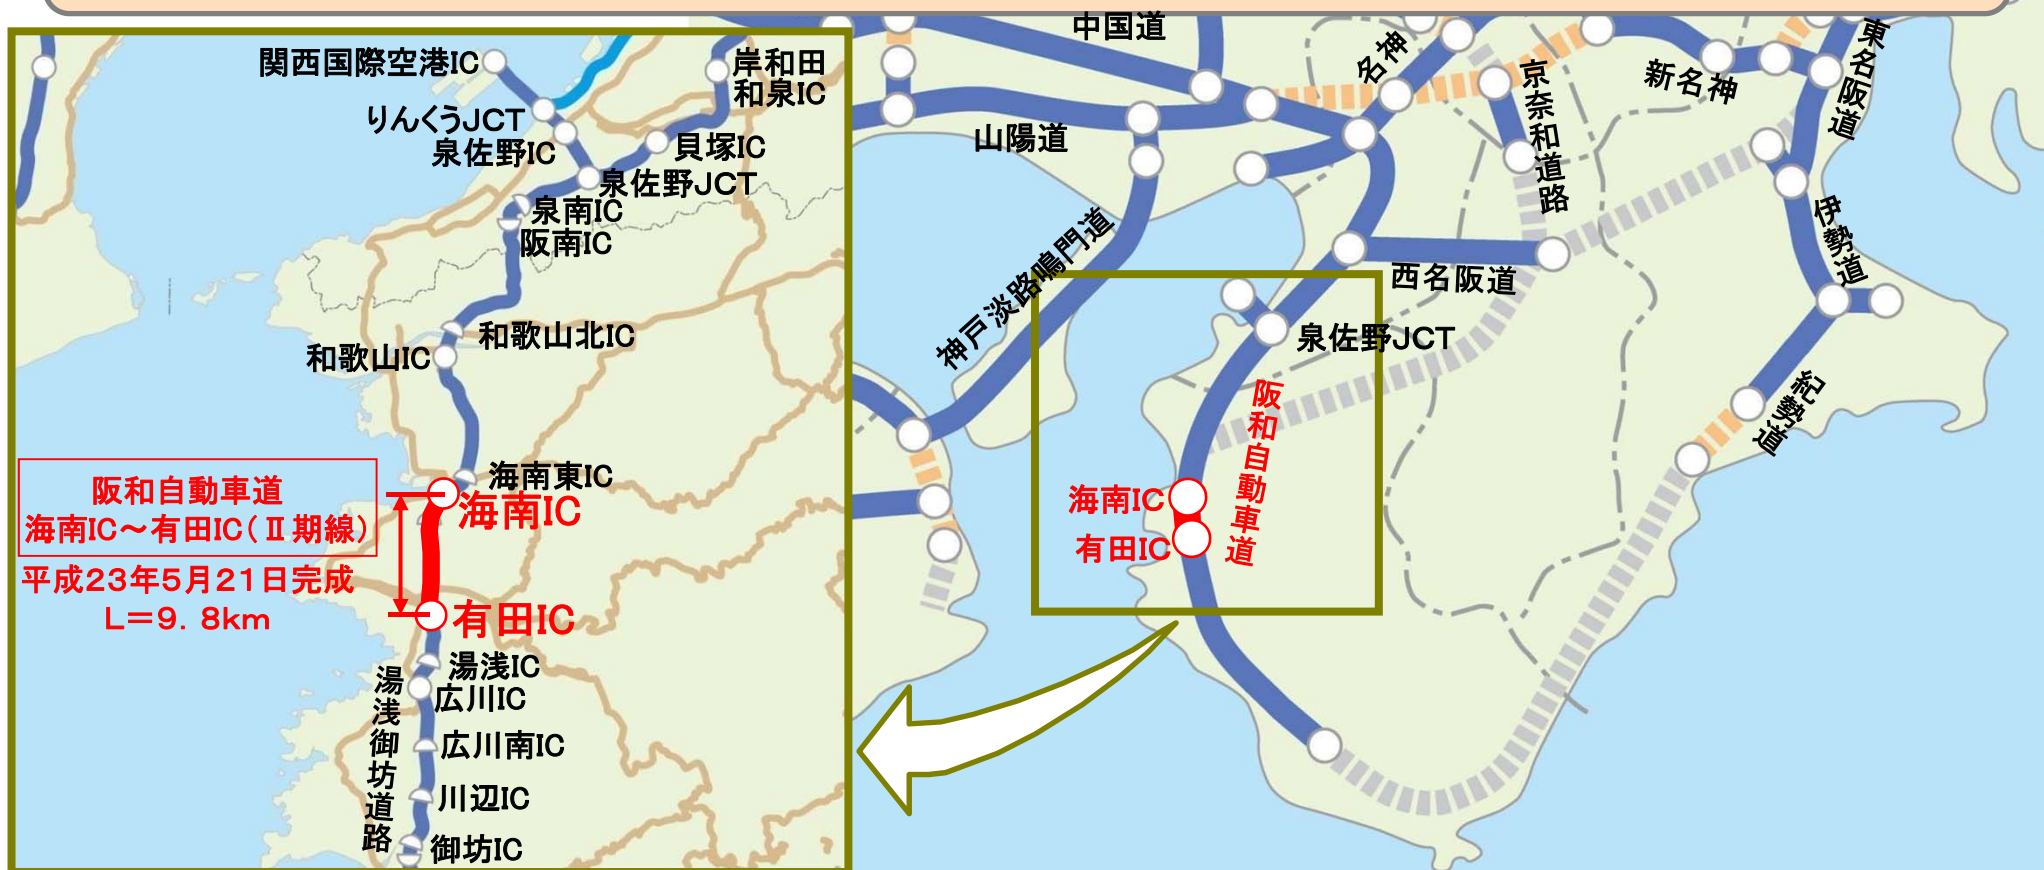 関西国際空港IC
りんくうJCT
泉佐野IC
岸和田
和泉IC
貝塚IC
泉佐野JCT
泉南IC
阪南IC
和歌山北IC
和歌山IC
海南東IC
海南IC
阪和自動車道
海南IC～有田IC(Ⅱ期線)
平成23年5月21日完成
L＝9．8km
有田IC
湯浅IC
広川IC
広川南IC
川辺IC
御坊IC
湯浅御坊道路
中国道
山陽道
名神
京奈和道路
新名神
東名阪道
伊勢道
神戸淡路鳴門道
西名阪道
泉佐野JCT
阪和自動車道
海南IC
有田IC
紀勢道